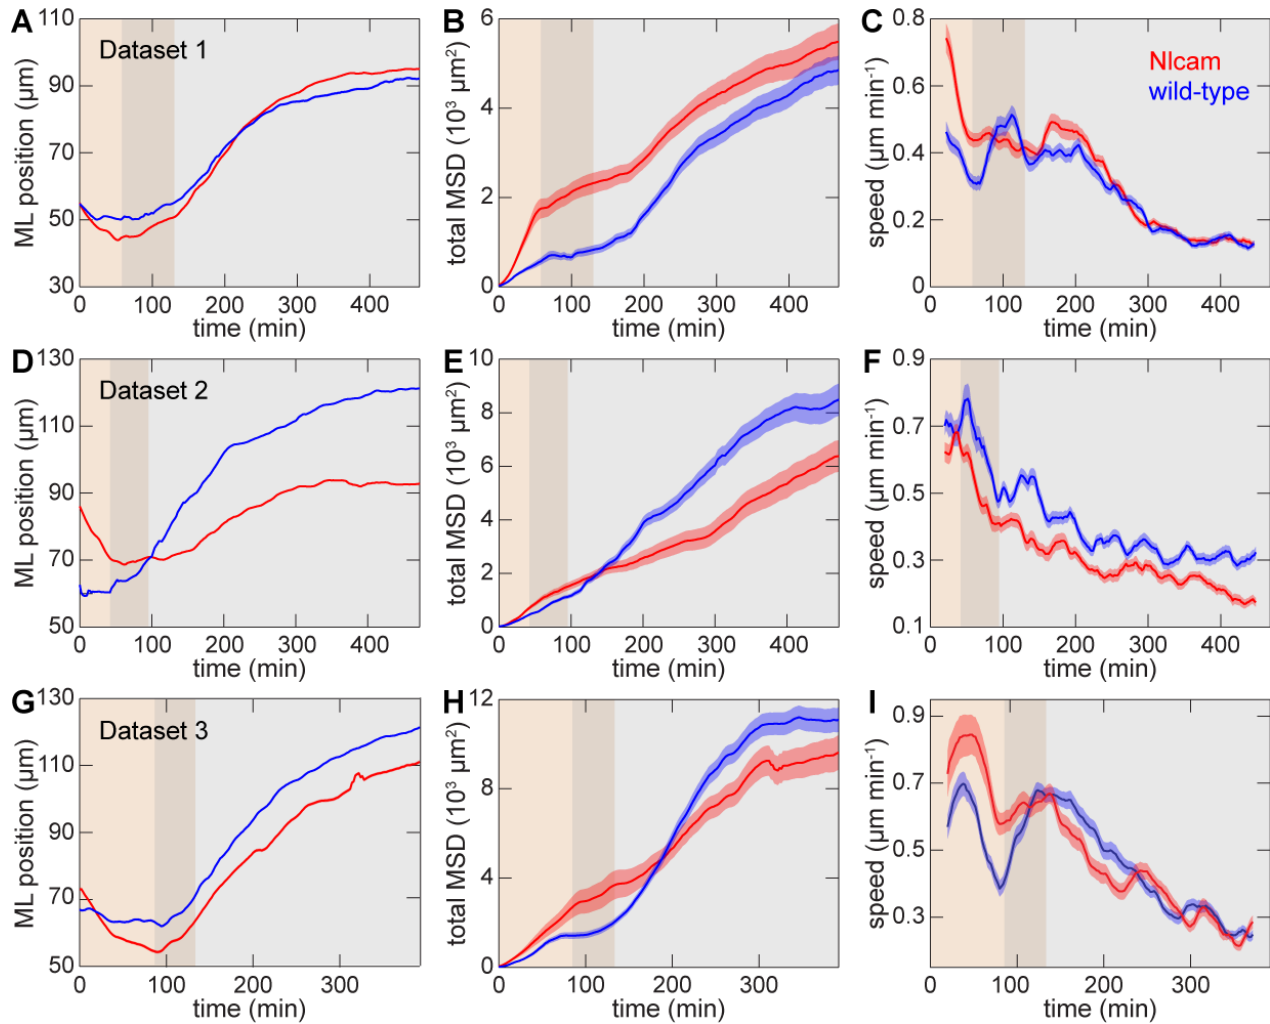 A
110
90
70
50
30
ML position (µm)
Dataset 1
0 100 200 300 400
time (min)
B
6
4
2
0
total MSD (10³ µm²)
0 100 200 300 400
time (min)
C
0.8
0.6
0.4
0.2
0
speed (µm min⁻¹)
Nlcam
wild-type
0 100 200 300 400
time (min)
D
130
110
90
70
50
ML position (µm)
Dataset 2
0 100 200 300 400
time (min)
E
10
8
6
4
2
0
total MSD (10³ µm²)
0 100 200 300 400
time (min)
F
0.9
0.7
0.5
0.3
0.1
speed (µm min⁻¹)
0 100 200 300 400
time (min)
G
130
110
90
70
50
ML position (µm)
Dataset 3
0 100 200 300
time (min)
H
12
8
4
0
total MSD (10³ µm²)
0 100 200 300
time (min)
I
0.9
0.7
0.5
0.3
speed (µm min⁻¹)
0 100 200 300
time (min)